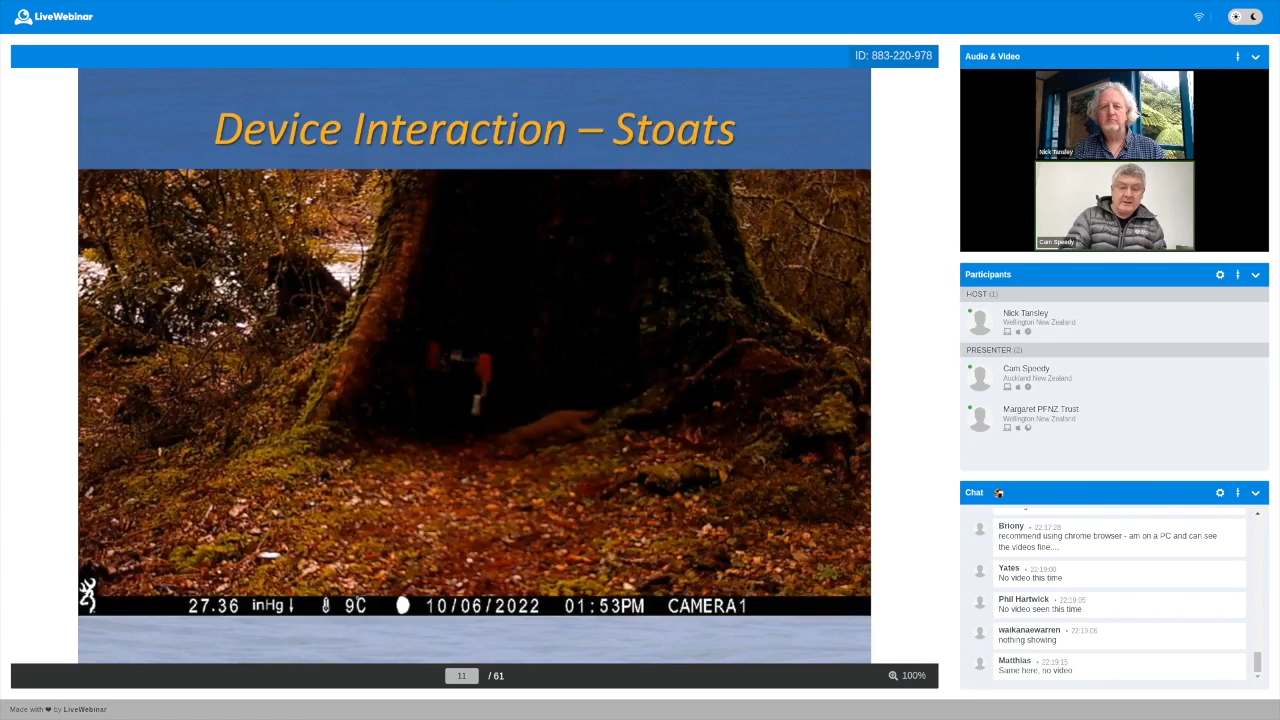 LiveWebinar
ID: 883-220-978
Device Interaction – Stoats
27.36 inHg 9C 10/06/2022 01:53PM CAMERA1
11 / 61
100%
Audio & Video
Nick Tansley
Cam Speedy
Participants
HOST (1)
Nick Tansley
Wellington New Zealand
PRESENTER (2)
Cam Speedy
Auckland New Zealand
Margaret PFNZ Trust
Wellington New Zealand
Chat
Briony • 22:17:28
recommend using chrome browser - am on a PC and can see
the videos fine....
Yates • 22:19:00
No video this time
Phil Hartwick • 22:19:05
No video seen this time
waikanaewarren • 22:19:06
nothing showing
Matthias • 22:19:15
Same here, no video
Made with ❤ by LiveWebinar